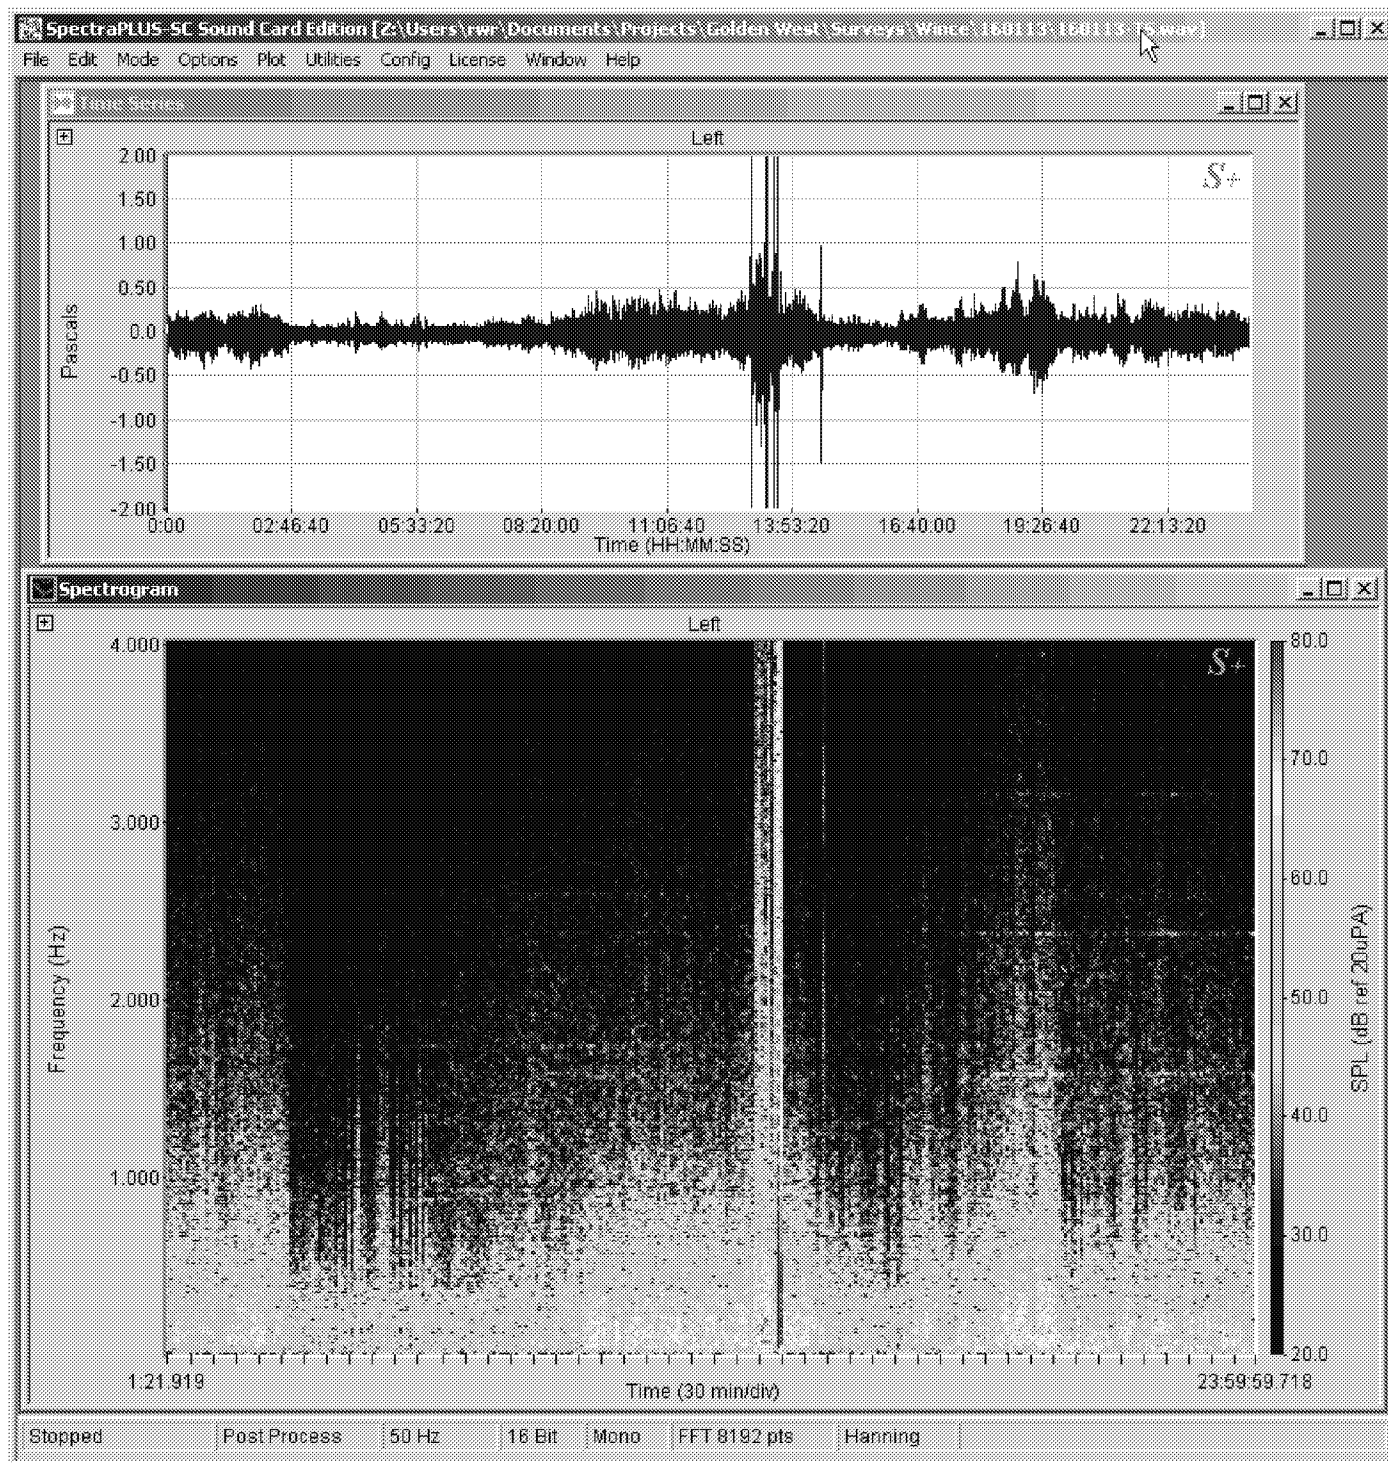 SpectraPLUS-SC Sound Card Edition [Z:\Users\rwr\Documents\Projects\Golden West_Surveys\Wince\
File Edit Mode Options Plot Utilities Config License Window Help
Time Series
Left
2.00
1.50
1.00
0.50
0.0
-0.50
-1.00
-1.50
-2.00
Pascals
S+
0:00 02:46:40 05:33:20 08:20:00 11:06:40 13:53:20 16:40:00 19:26:40 22:13:20
Time (HH:MM:SS)
Spectrogram
Left
4.000
3.000
2.000
1.000
Frequency (Hz)
S+
80.0
70.0
60.0
50.0
40.0
30.0
20.0
SPL (dB ref 20uPA)
1:21.919 23:59:59.718
Time (30 min/div)
Stopped Post Process 50 Hz 16 Bit Mono FFT 8192 pts Hanning